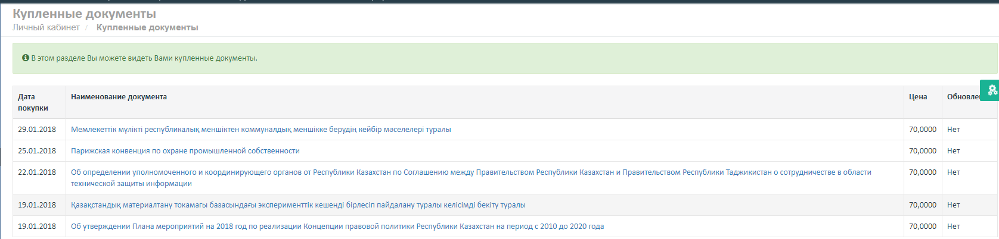 Купленные документы
Личный кабинет / Купленные документы
В этом разделе Вы можете видеть Вами купленные документы.
Дата покупки Наименование документа Цена
29.01.2018 Мемлекеттік мүлікті республикалық меншіктен коммуналдық меншікке берудің кейбір мәселелері туралы 70,0000 Нет
25.01.2018 Парижская конвенция по охране промышленной собственности 70,0000 Нет
22.01.2018 Об определении уполномоченного и координирующего органов от Республики Казахстан по Соглашению между Правительством Республики Казахстан и Правительством Республики Таджикистан о сотрудничестве в области 70,0000 Нет
технической защиты информации
19.01.2018 Қазақстандық материалтану токамагы базасындағы эксперименттік кешенді бірлесіп пайдалану туралы келісімді бекіту туралы 70,0000 Нет
19.01.2018 Об утверждении Плана мероприятий на 2018 год по реализации Концепции правовой политики Республики Казахстан на период с 2010 до 2020 года 70,0000 Нет